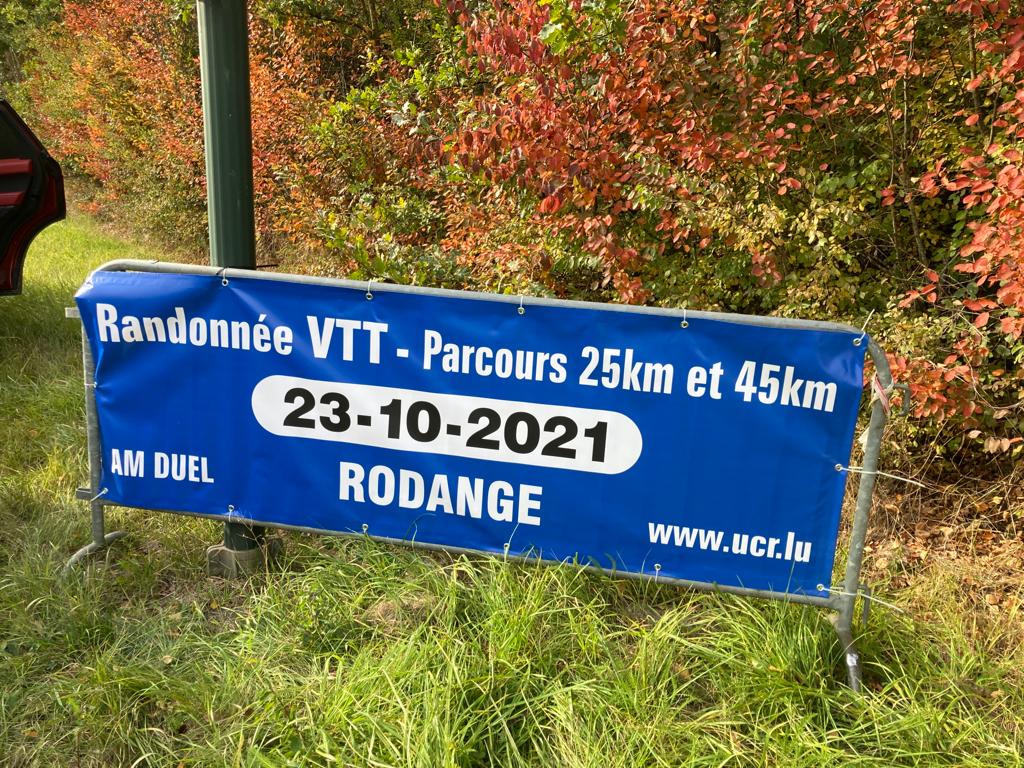 Randonnée VTT - Parcours 25km et 45km
23-10-2021
AM DUEL
RODANGE
www.ucr.lu